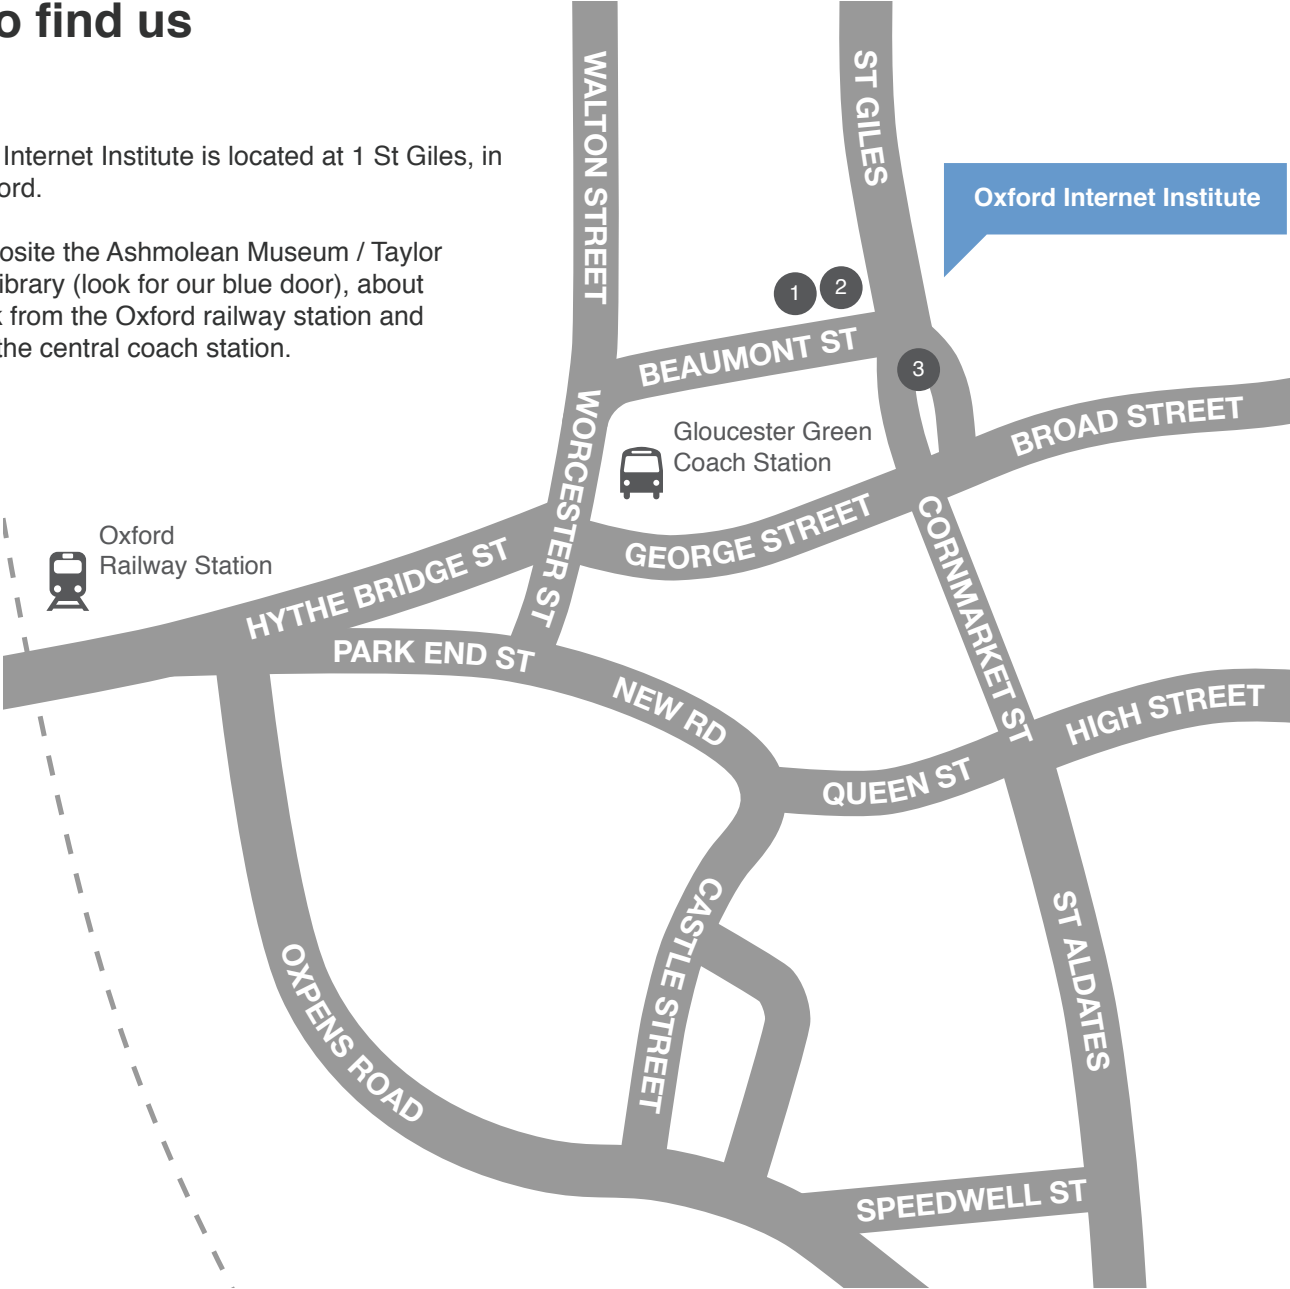 o find us
Internet Institute is located at 1 St Giles, in
ord.
osite the Ashmolean Museum / Taylor
ibrary (look for our blue door), about
k from the Oxford railway station and
the central coach station.
WALTON STREET
ST GILES
Oxford Internet Institute
1
2
3
BEAUMONT ST
BROAD STREET
WORCESTER ST
Gloucester Green
Coach Station
GEORGE STREET
CORNMARKET ST
Oxford
Railway Station
HYTHE BRIDGE ST
PARK END ST
NEW RD
HIGH STREET
QUEEN ST
CASTLE STREET
ST ALDATES
OXPENS ROAD
SPEEDWELL ST